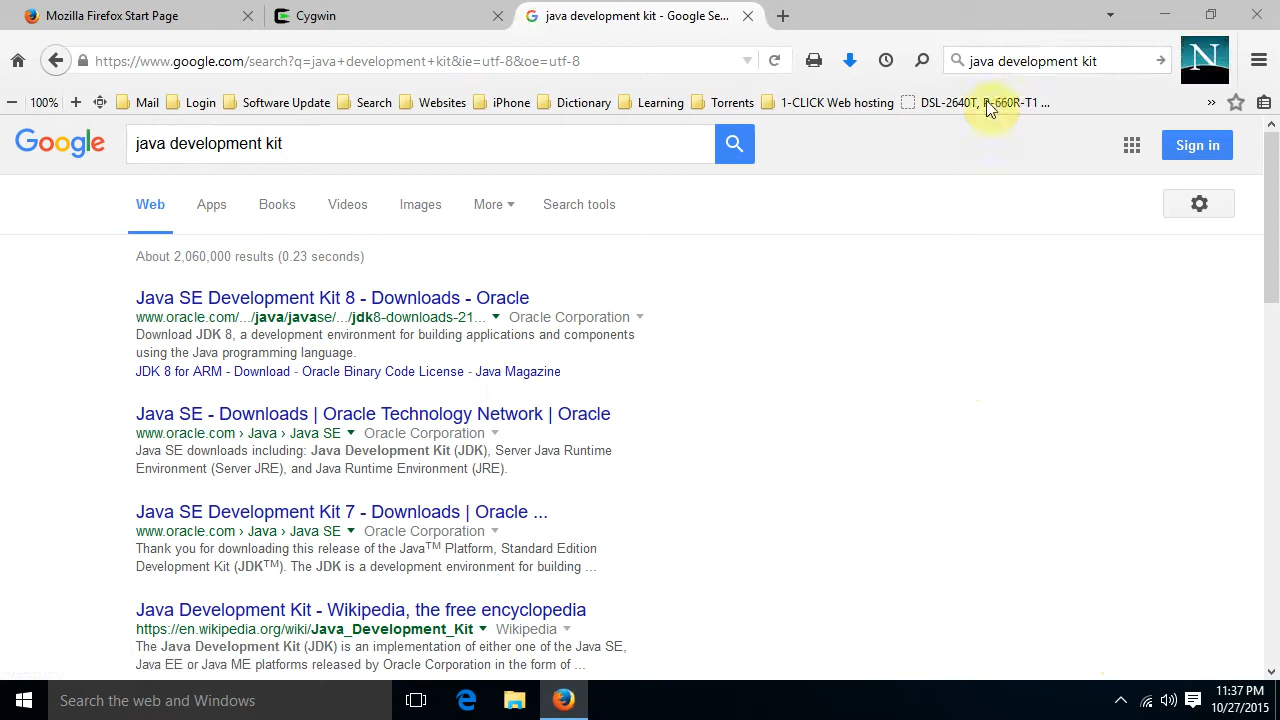 Mozilla Firefox Start Page
Cygwin
java development kit - Google Se...
https://www.google.com/search?q=java+development+kit&ie=utf-8&oe=utf-8
java development kit
N
100%
Mail
Login
Software Update
Search
Websites
iPhone
Dictionary
Learning
Torrents
1-CLICK Web hosting
DSL-2640T, P-660R-T1 ...
Google
java development kit
Sign in
Web
Apps
Books
Videos
Images
More
Search tools
About 2,060,000 results (0.23 seconds)
Java SE Development Kit 8 - Downloads - Oracle
www.oracle.com/.../java/javase/.../jdk8-downloads-21... Oracle Corporation
Download JDK 8, a development environment for building applications and components
using the Java programming language.
JDK 8 for ARM - Download - Oracle Binary Code License - Java Magazine
Java SE - Downloads | Oracle Technology Network | Oracle
www.oracle.com › Java › Java SE Oracle Corporation
Java SE downloads including: Java Development Kit (JDK), Server Java Runtime
Environment (Server JRE), and Java Runtime Environment (JRE).
Java SE Development Kit 7 - Downloads | Oracle ...
www.oracle.com › Java › Java SE Oracle Corporation
Thank you for downloading this release of the Java™ Platform, Standard Edition
Development Kit (JDK™). The JDK is a development environment for building ...
Java Development Kit - Wikipedia, the free encyclopedia
https://en.wikipedia.org/wiki/Java_Development_Kit Wikipedia
The Java Development Kit (JDK) is an implementation of either one of the Java SE,
Java EE or Java ME platforms released by Oracle Corporation in the form of ...
Search the web and Windows
11:37 PM
10/27/2015